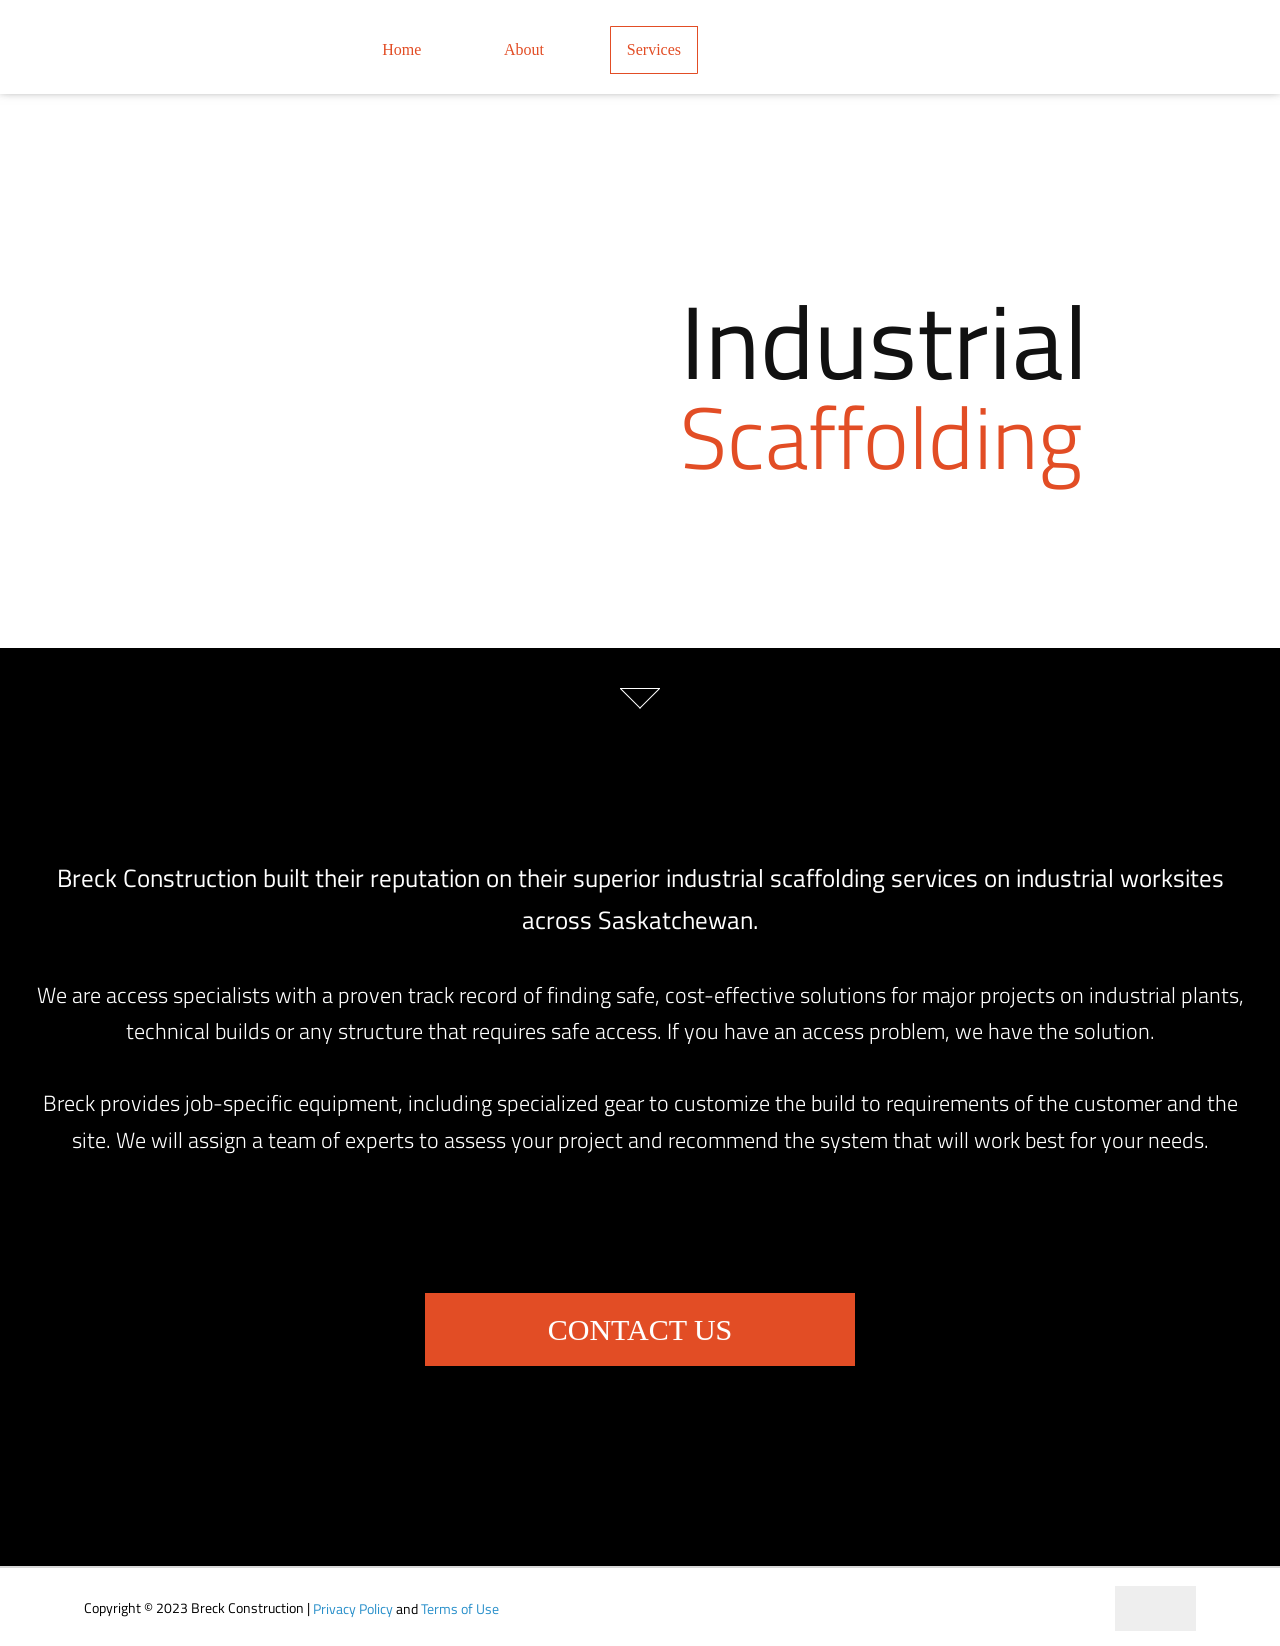 Home
About
Services
Industrial
Scaffolding
Breck Construction built their reputation on their superior industrial scaffolding services on industrial worksites
across Saskatchewan.
We are access specialists with a proven track record of finding safe, cost-effective solutions for major projects on industrial plants,
technical builds or any structure that requires safe access. If you have an access problem, we have the solution.
Breck provides job-specific equipment, including specialized gear to customize the build to requirements of the customer and the
site. We will assign a team of experts to assess your project and recommend the system that will work best for your needs.
CONTACT US
Copyright © 2023 Breck Construction | Privacy Policy and Terms of Use